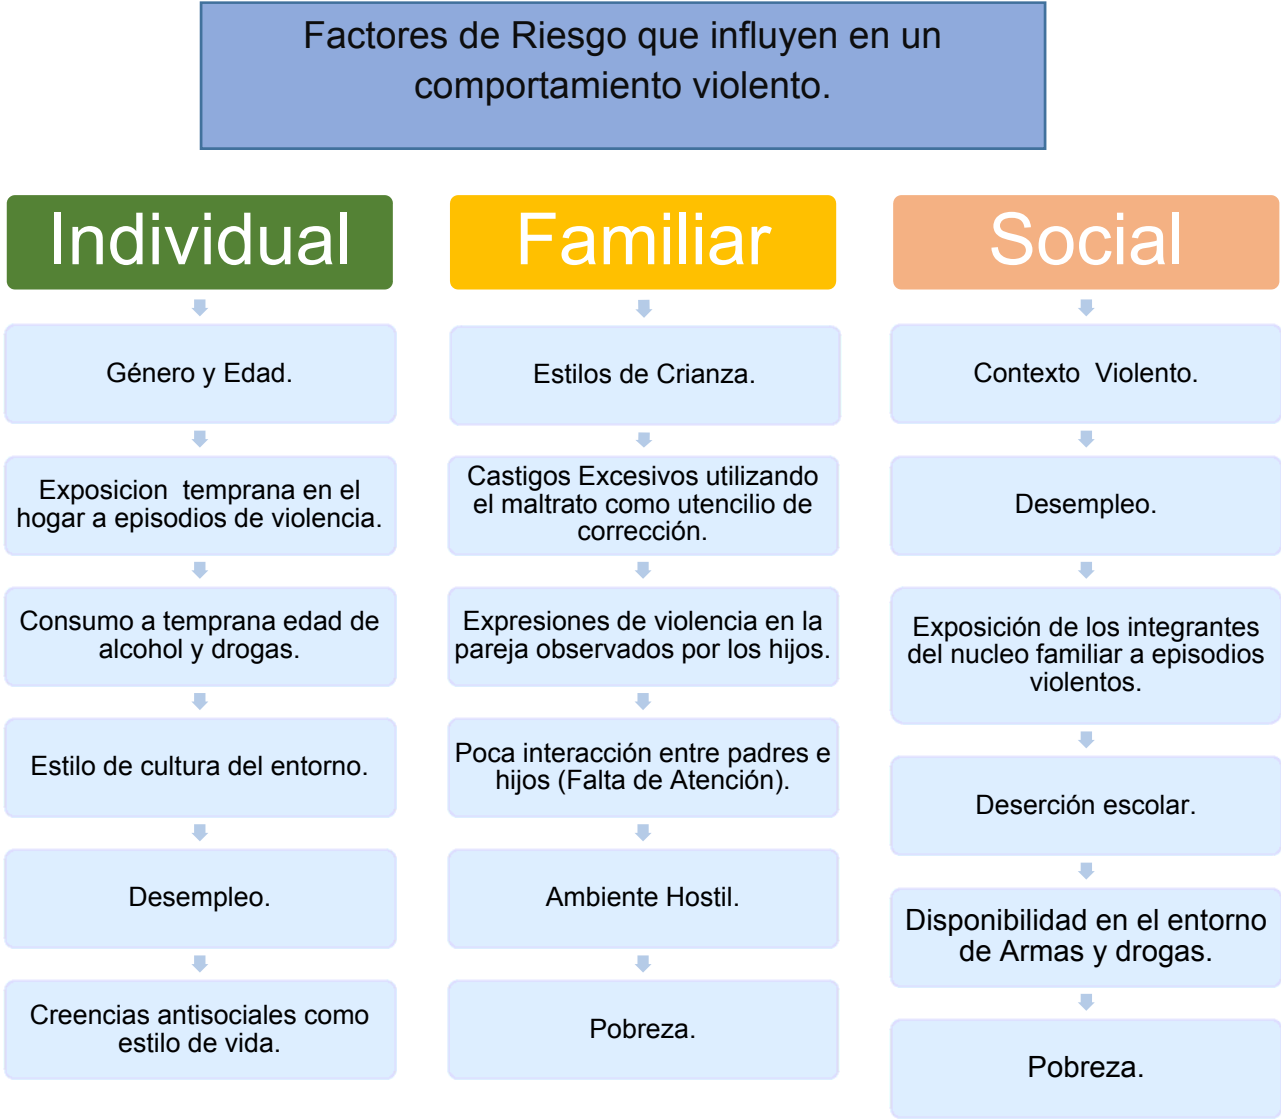 Factores de Riesgo que influyen en un
comportamiento violento.
Individual
Género y Edad.
Exposicion temprana en el
hogar a episodios de violencia.
Consumo a temprana edad de
alcohol y drogas.
Estilo de cultura del entorno.
Desempleo.
Creencias antisociales como
estilo de vida.
Familiar
Estilos de Crianza.
Castigos Excesivos utilizando
el maltrato como utencilio de
corrección.
Expresiones de violencia en la
pareja observados por los hijos.
Poca interacción entre padres e
hijos (Falta de Atención).
Ambiente Hostil.
Pobreza.
Social
Contexto Violento.
Desempleo.
Exposición de los integrantes
del nucleo familiar a episodios
violentos.
Deserción escolar.
Disponibilidad en el entorno
de Armas y drogas.
Pobreza.